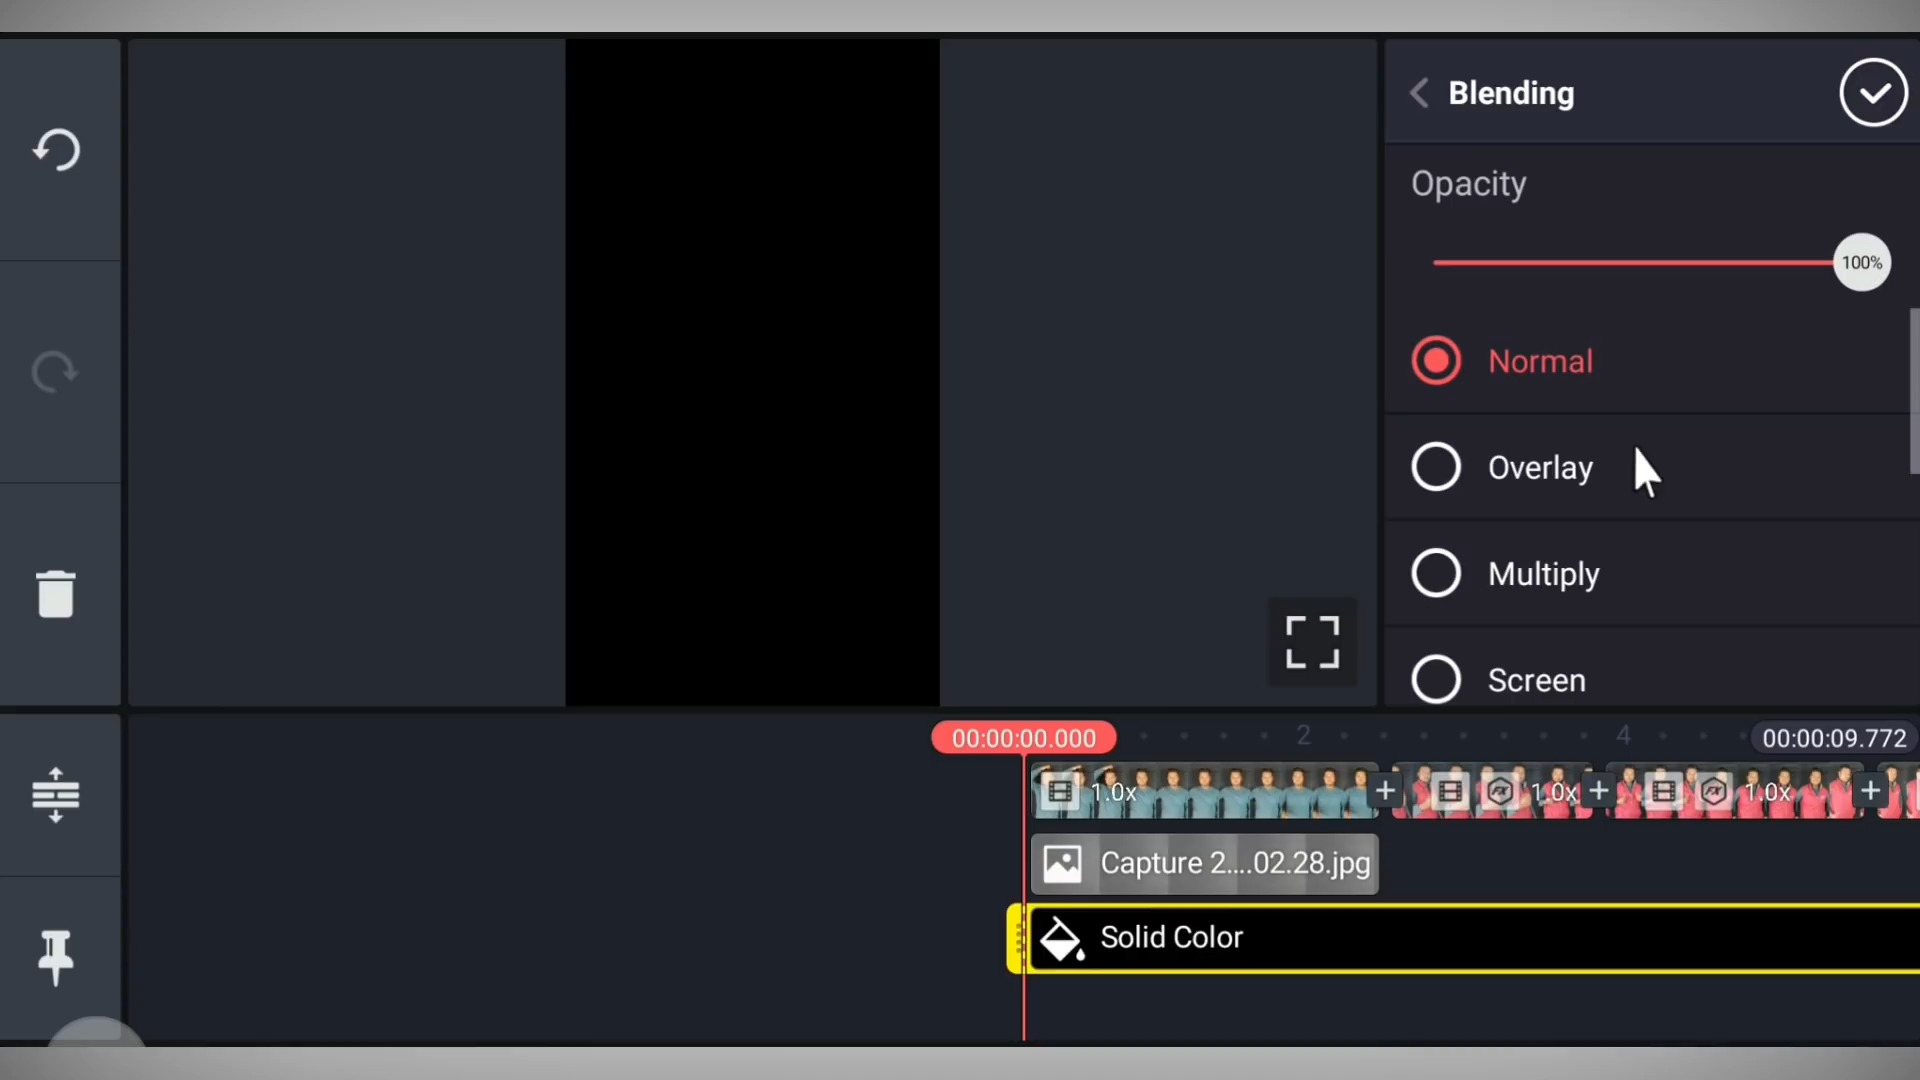 Blending
Opacity
100%
Normal
Overlay
Multiply
Screen
00:00:00.000
2
4
00:00:09.772
1.0x
1.0x
1.0x
Capture 2....02.28.jpg
Solid Color